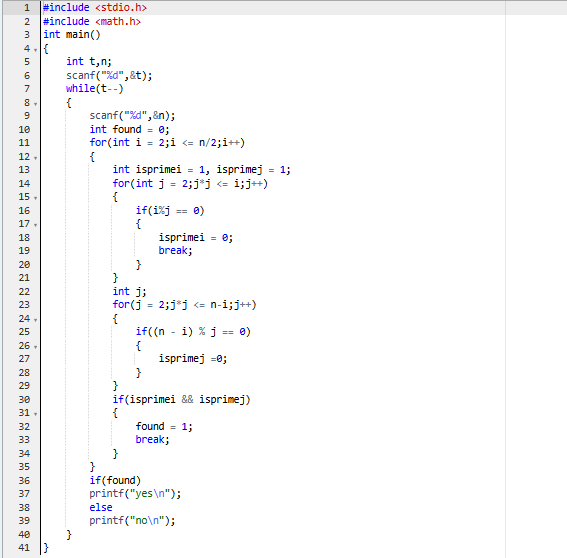 1 #include <stdio.h>
2 #include <math.h>
3 int main()
4 {
5     int t,n;
6     scanf("%d",&t);
7     while(t--)
8     {
9         scanf("%d",&n);
10         int found = 0;
11         for(int i = 2;i <= n/2;i++)
12         {
13             int isprimei = 1, isprimej = 1;
14             for(int j = 2;j*j <= i;j++)
15             {
16                 if(i%j == 0)
17                 {
18                     isprimei = 0;
19                     break;
20                 }
21             }
22             int j;
23             for(j = 2;j*j <= n-i;j++)
24             {
25                 if((n - i) % j == 0)
26                 {
27                     isprimej =0;
28                 }
29             }
30             if(isprimei && isprimej)
31             {
32                 found = 1;
33                 break;
34             }
35         }
36         if(found)
37         printf("yes\n");
38         else
39         printf("no\n");
40     }
41 }